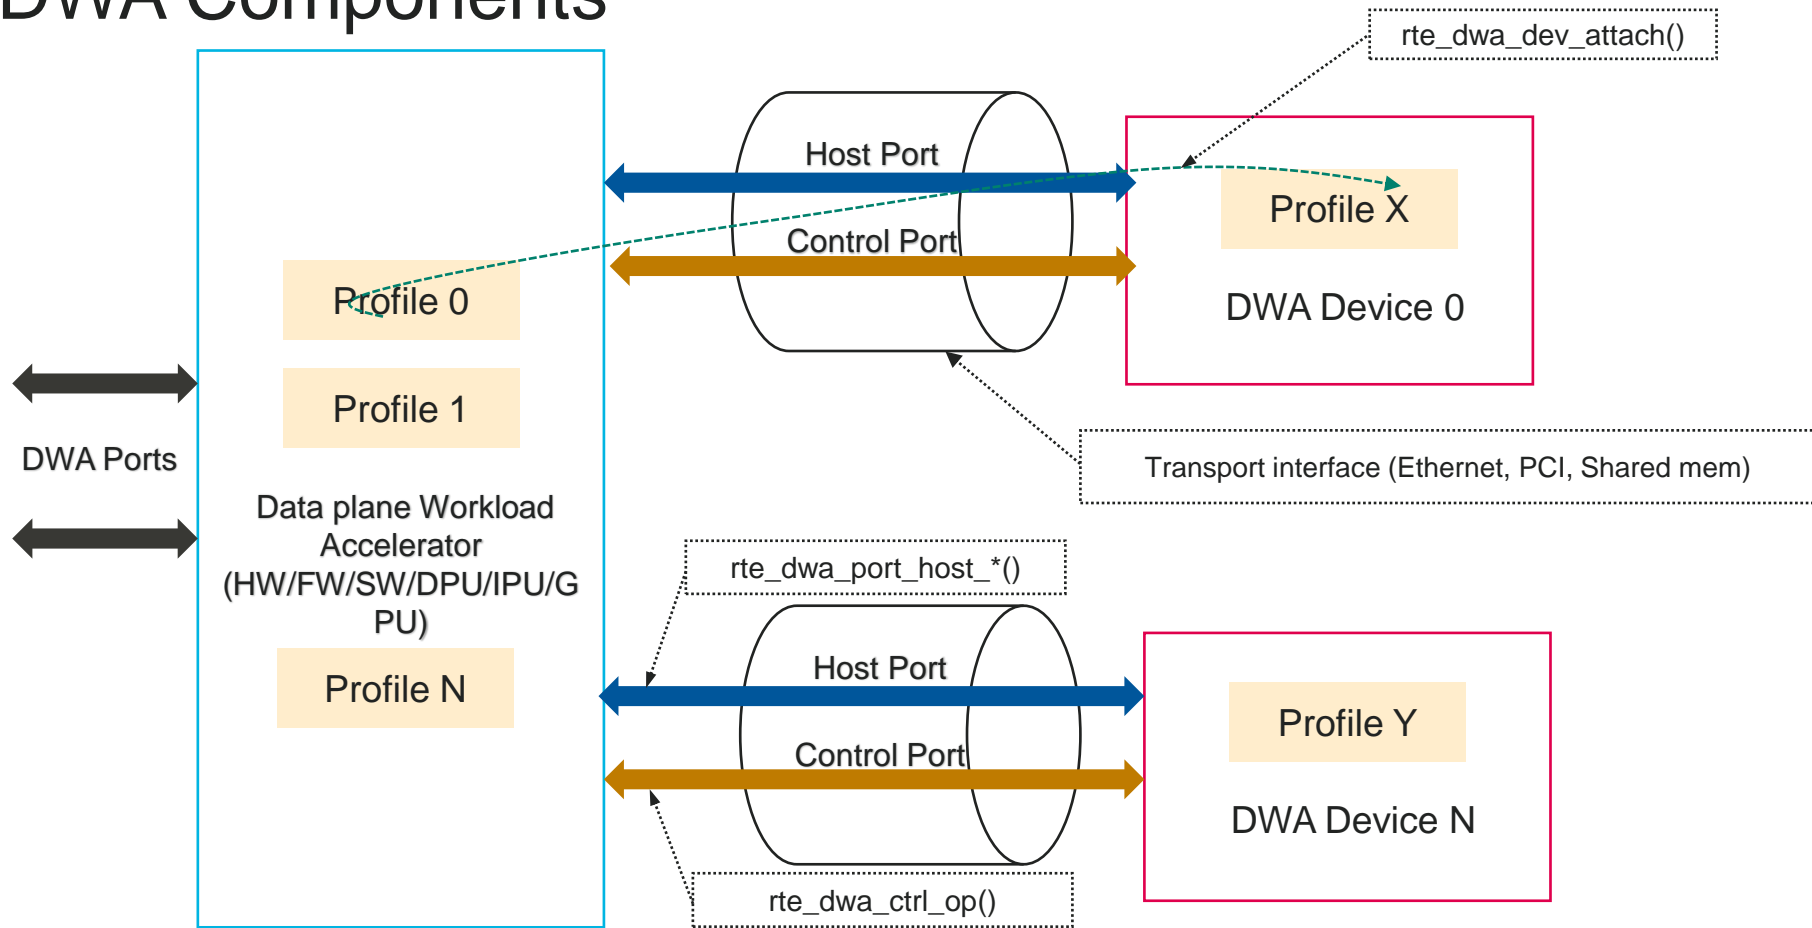 DWA Components
rte_dwa_dev_attach()
Host Port
Control Port
Profile X
DWA Device 0
Profile 0
Profile 1
DWA Ports
Data plane Workload
Accelerator
(HW/FW/SW/DPU/IPU/G
PU)
Profile N
Transport interface (Ethernet, PCI, Shared mem)
rte_dwa_port_host_*()
Host Port
Control Port
Profile Y
DWA Device N
rte_dwa_ctrl_op()